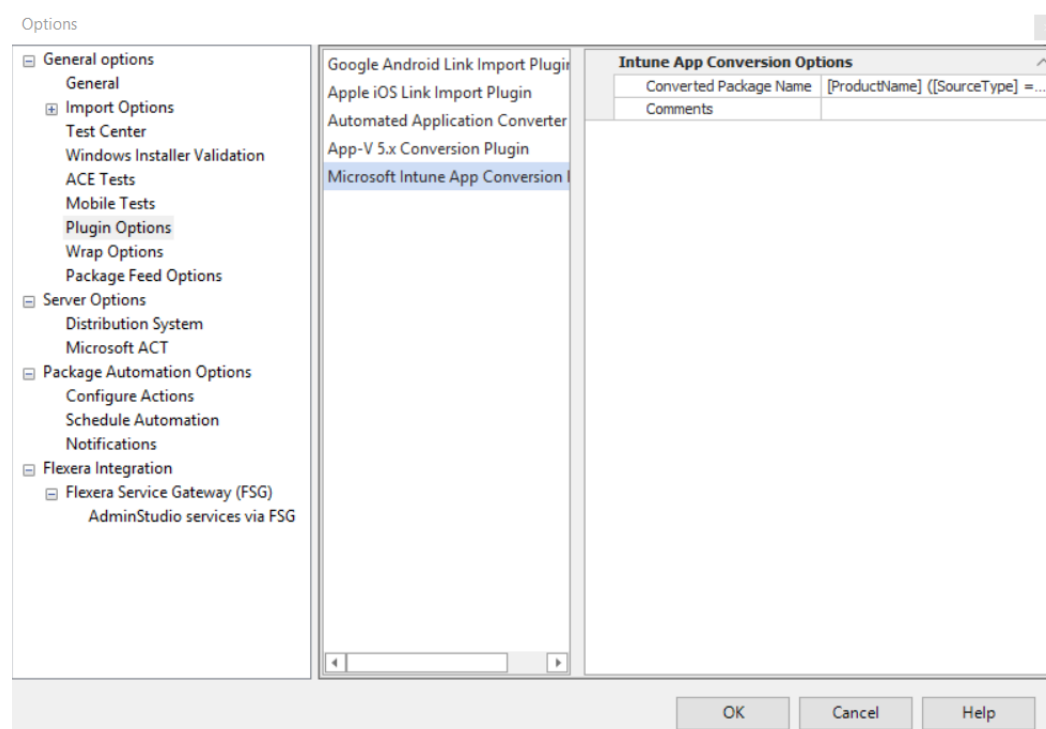 Options
General options
General
Import Options
Test Center
Windows Installer Validation
ACE Tests
Mobile Tests
Plugin Options
Wrap Options
Package Feed Options
Server Options
Distribution System
Microsoft ACT
Package Automation Options
Configure Actions
Schedule Automation
Notifications
Flexera Integration
Flexera Service Gateway (FSG)
AdminStudio services via FSG
Google Android Link Import Plugin
Apple iOS Link Import Plugin
Automated Application Converter
App-V 5.x Conversion Plugin
Microsoft Intune App Conversion
Intune App Conversion Options
Converted Package Name [ProductName] ([SourceType] =...
Comments
OK Cancel Help